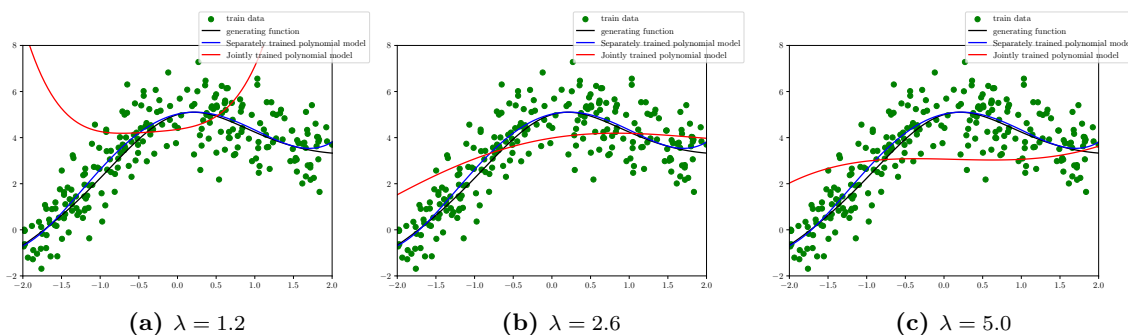 train data
generating function
Separately trained polynomial model
Jointly trained polynomial model
8
6
4
2
0
−2
−2.0 −1.5 −1.0 −0.5 0.0 0.5 1.0 1.5 2.0
(a) λ = 1.2
train data
generating function
Separately trained polynomial model
Jointly trained polynomial model
8
6
4
2
0
−2
−2.0 −1.5 −1.0 −0.5 0.0 0.5 1.0 1.5 2.0
(b) λ = 2.6
train data
generating function
Separately trained polynomial model
Jointly trained polynomial model
8
6
4
2
0
−2
−2.0 −1.5 −1.0 −0.5 0.0 0.5 1.0 1.5 2.0
(c) λ = 5.0